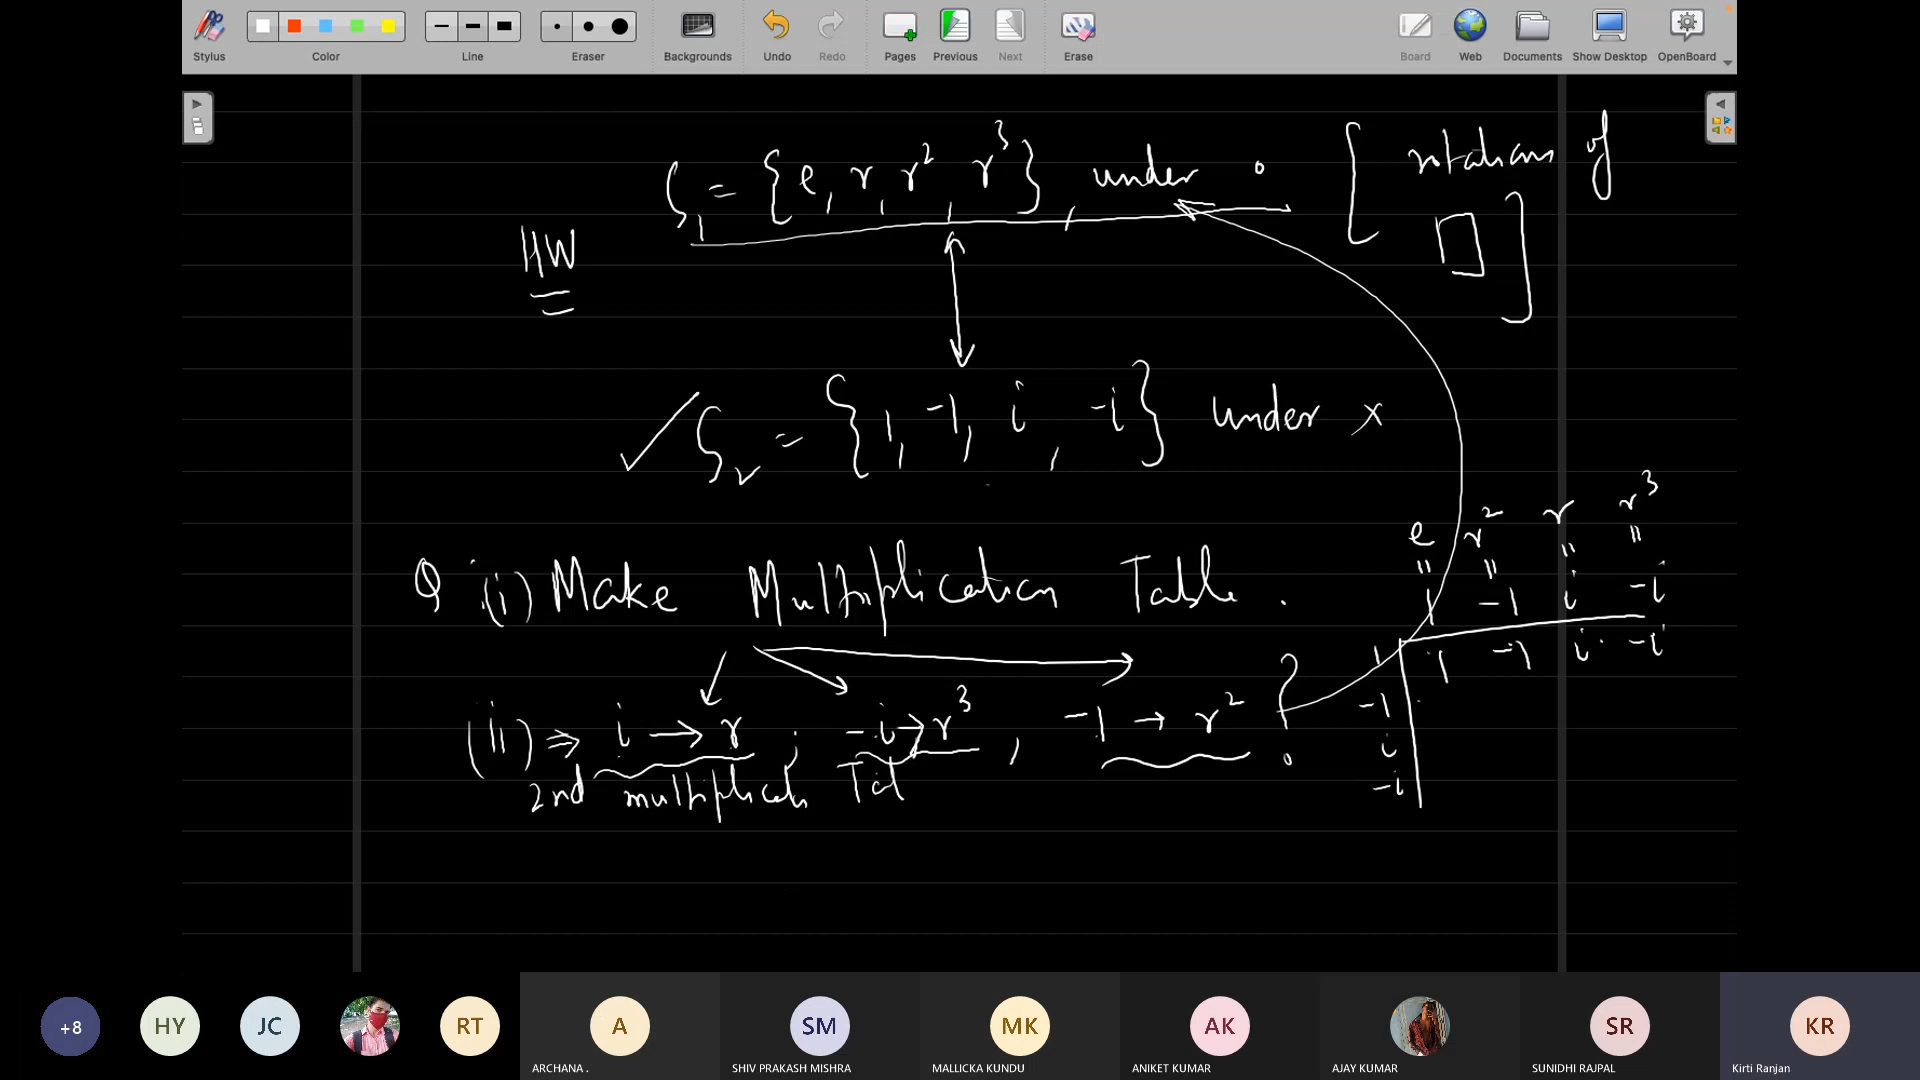 Stylus Color Line Eraser Backgrounds Undo Redo Pages Previous Next Erase Board Web Documents Show Desktop OpenBoard
G₁ = {e, r, r², r³}, under ∘ [rotations of □]
HW
G₂ = {1, -1, i, -i} under ×
Q (i) Make Multiplication Table.
(ii) ⇒ i → r, -i → r³, -1 → r² ?
2nd multiplicatn Tal
e r² r r³
" " " "
1 -1 i -i
1 1 -1 i -i
-1
i
-i
+8 HY JC RT A SM MK AK SR KR
ARCHANA . SHIV PRAKASH MISHRA MALLICKA KUNDU ANIKET KUMAR AJAY KUMAR SUNIDHI RAJPAL Kirti Ranjan